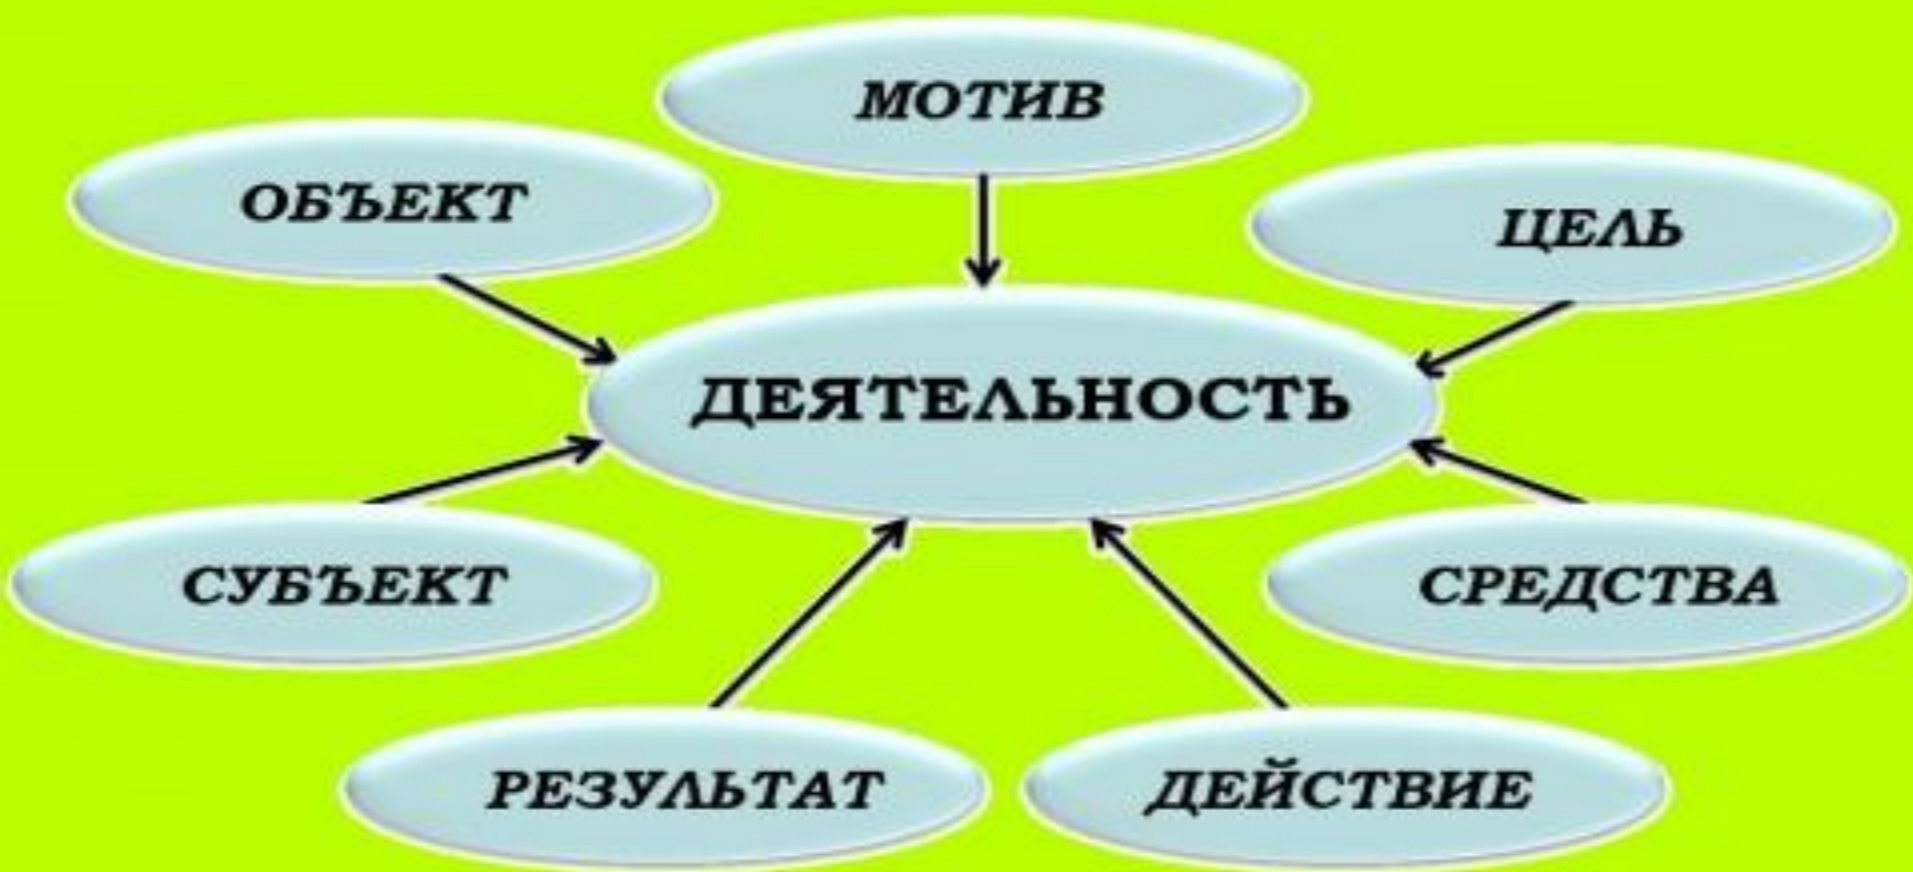 МОТИВ
ОБЪЕКТ
ЦЕЛЬ
ДЕЯТЕЛЬНОСТЬ
СУБЪЕКТ
СРЕДСТВА
РЕЗУЛЬТАТ
ДЕЙСТВИЕ